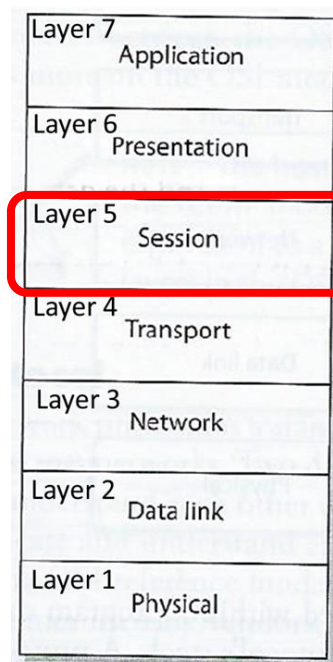 Layer 7
Application
Layer 6
Presentation
Layer 5
Session
Layer 4
Transport
Layer 3
Network
Layer 2
Data link
Layer 1
Physical